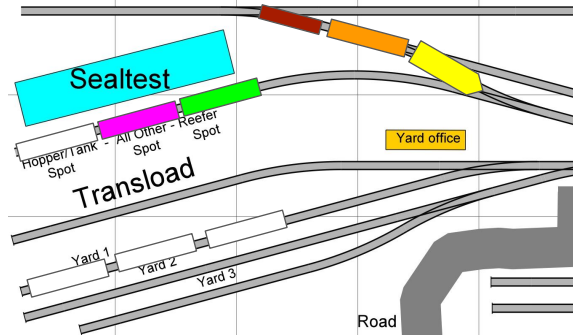 Sealtest
Hopper/Tank - All Other - Reefer
Spot Spot Spot
Yard office
Transload
Yard 1
Yard 2
Yard 3
Road